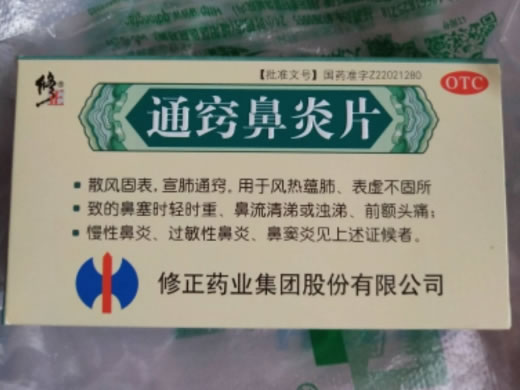 【批准文号】国药准字Z22021280
OTC
修正
通窍鼻炎片
散风固表，宣肺通窍。用于风热蕴肺、表虚不固所
致的鼻塞时轻时重、鼻流清涕或浊涕、前额头痛；
慢性鼻炎、过敏性鼻炎、鼻窦炎见上述证候者。
修正药业集团股份有限公司